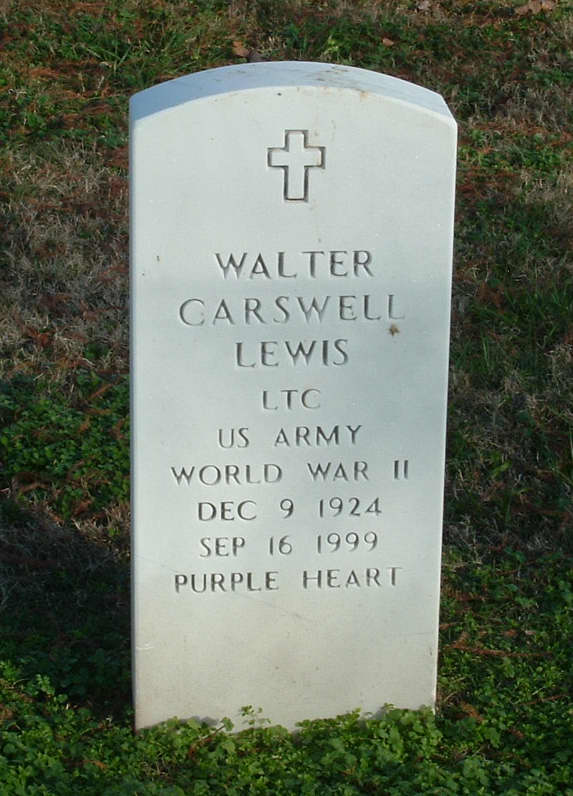 WALTER
CARSWELL
LEWIS
LTC
US ARMY
WORLD WAR II
DEC 9 1924
SEP 16 1999
PURPLE HEART